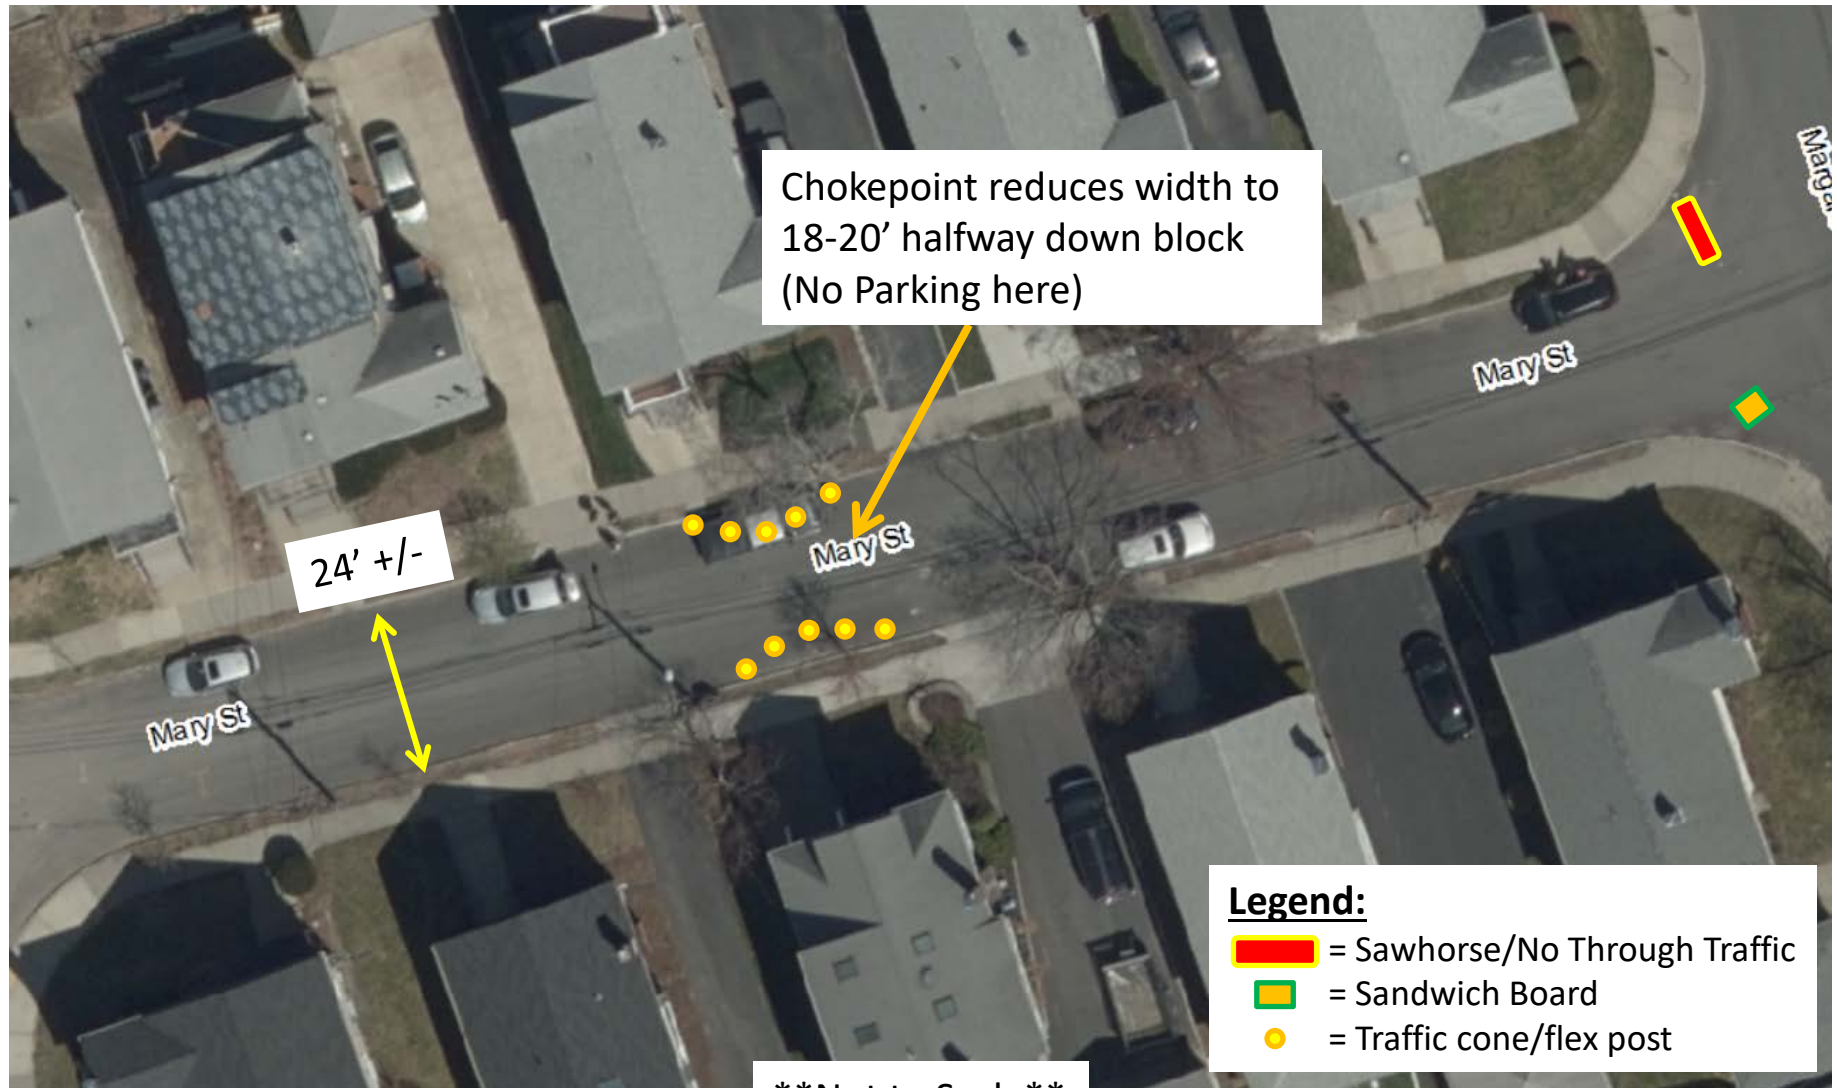 Chokepoint reduces width to
18-20’ halfway down block
(No Parking here)
Mary St
24’ +/-
Mary St
Mary St
Legend:
= Sawhorse/No Through Traffic
= Sandwich Board
= Traffic cone/flex post